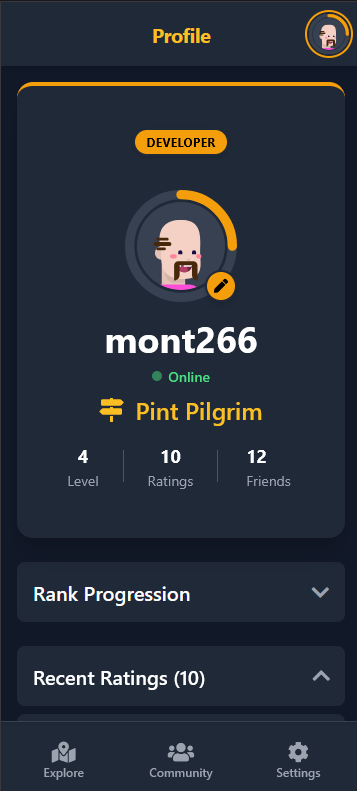 Profile
DEVELOPER
mont266
Online
Pint Pilgrim
4 10 12
Level Ratings Friends
Rank Progression
Recent Ratings (10)
Explore Community Settings